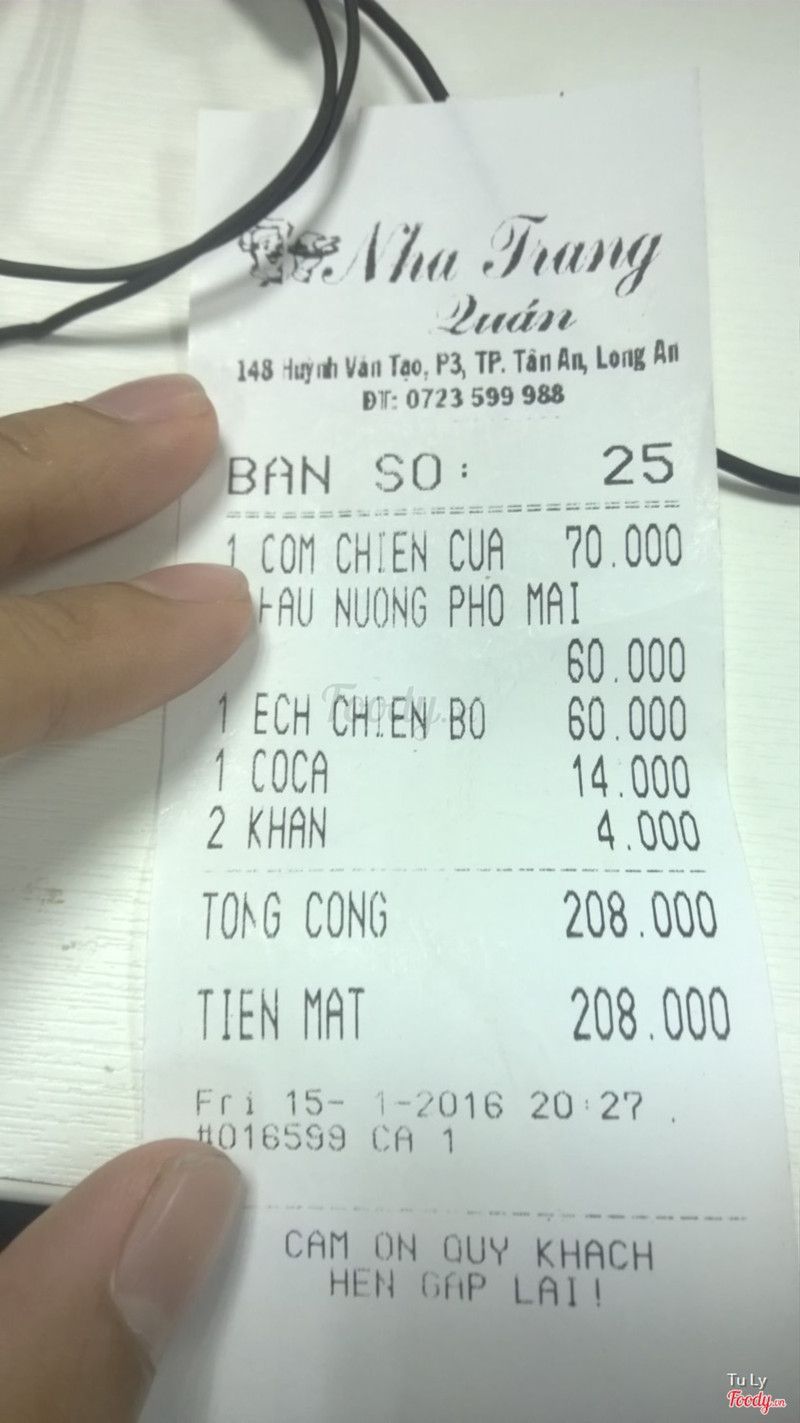 Nha Trang
Quán
148 Huỳnh Văn Tạo, P3, TP. Tân An, Long An
ĐT: 0723 599 988
BAN SO: 25
1 COM CHIEN CUA 70.000
HAU NUONG PHO MAI
60.000
1 ECH CHIEN BO 60.000
1 COCA 14.000
2 KHAN 4.000
TONG CONG 208.000
TIEN MAT 208.000
Fri 15- 1-2016 20:27
#016599 CA 1
CAM ON QUY KHACH
HEN GAP LAI!
Foody
Tu Ly
Foody.vn